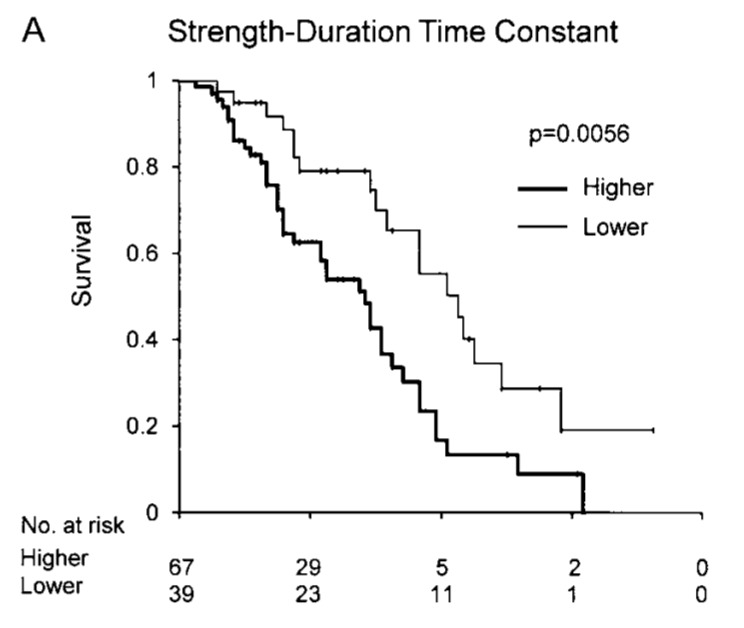 A
Strength-Duration Time Constant
1
p=0.0056
0.8
Higher
Lower
0.6
Survival
0.4
0.2
0
No. at risk
Higher 67 29 5 2 0
Lower 39 23 11 1 0